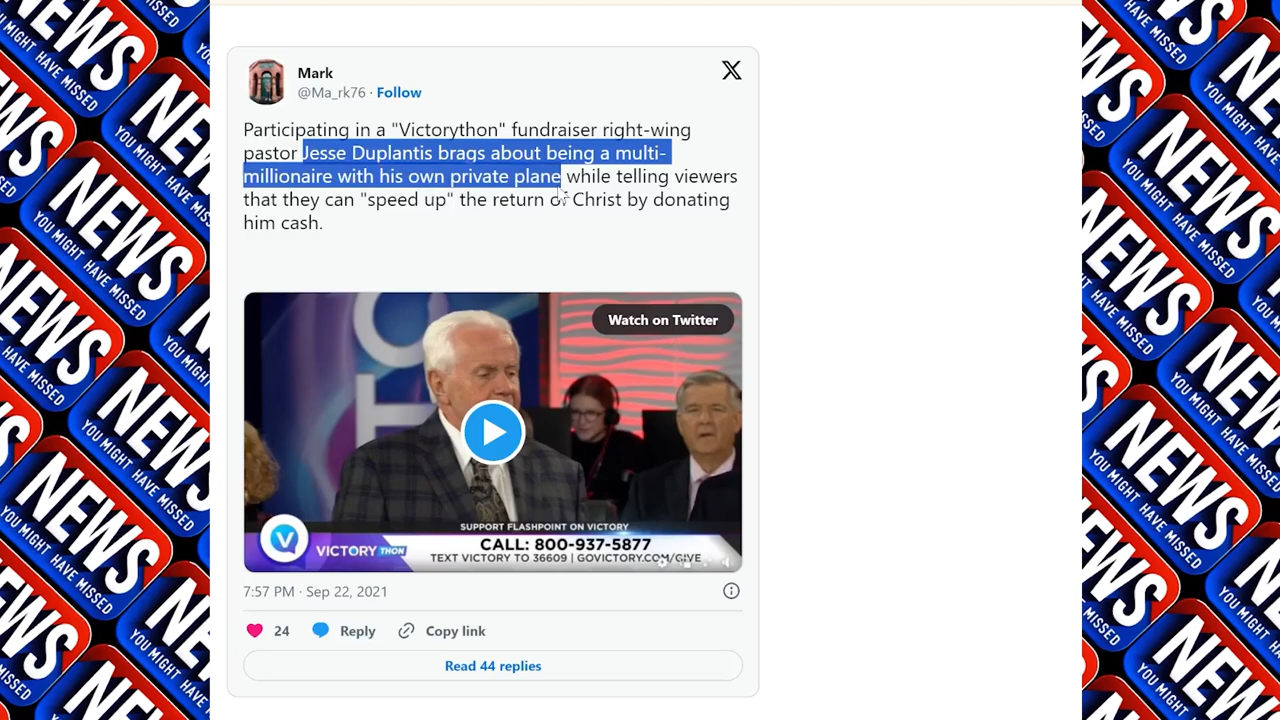 Mark
@Ma_rk76 · Follow
Participating in a "Victorython" fundraiser right-wing
pastor Jesse Duplantis brags about being a multi-
millionaire with his own private plane while telling viewers
that they can "speed up" the return of Christ by donating
him cash.
Watch on Twitter
SUPPORT FLASHPOINT ON VICTORY
VICTORY THON
CALL: 800-937-5877
TEXT VICTORY TO 36609 | GOVICTORY.COM/GIVE
7:57 PM · Sep 22, 2021
24 Reply Copy link
Read 44 replies
NEWS
YOU MIGHT HAVE MISSED